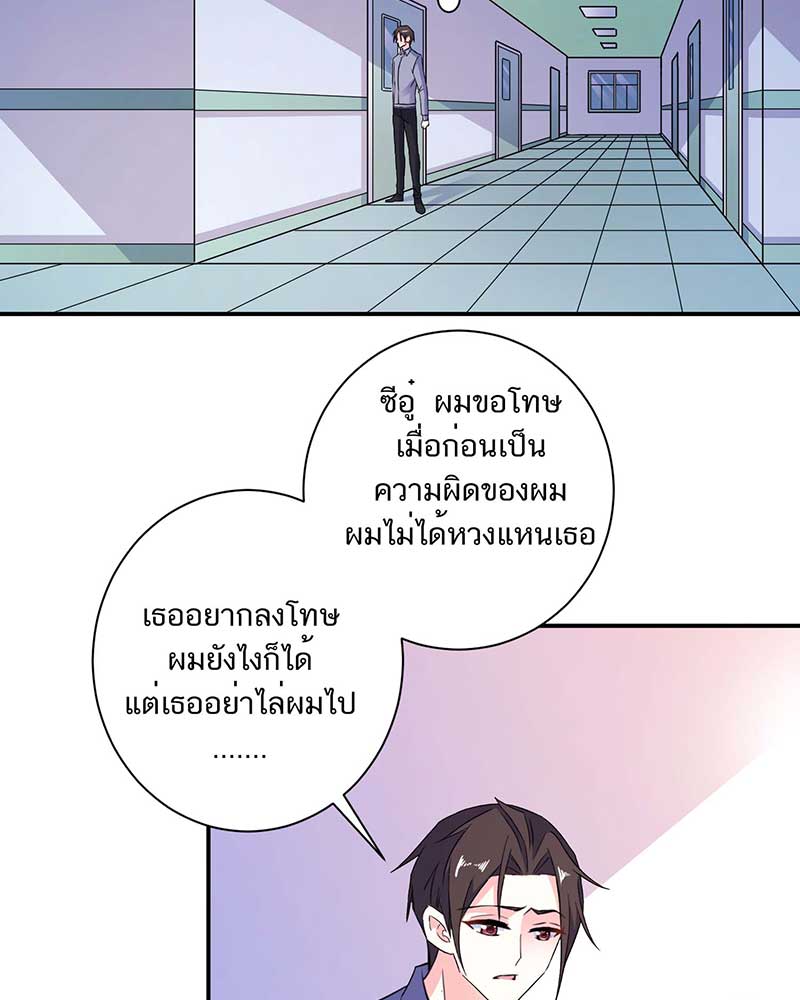 ซีอู๋ ผมขอโทษ
เมื่อก่อนเป็น
ความผิดของผม
ผมไม่ได้หวงแหนเธอ
เธออยากลงโทษ
ผมยังไงก็ได้
แต่เธออย่าไล่ผมไป
.......